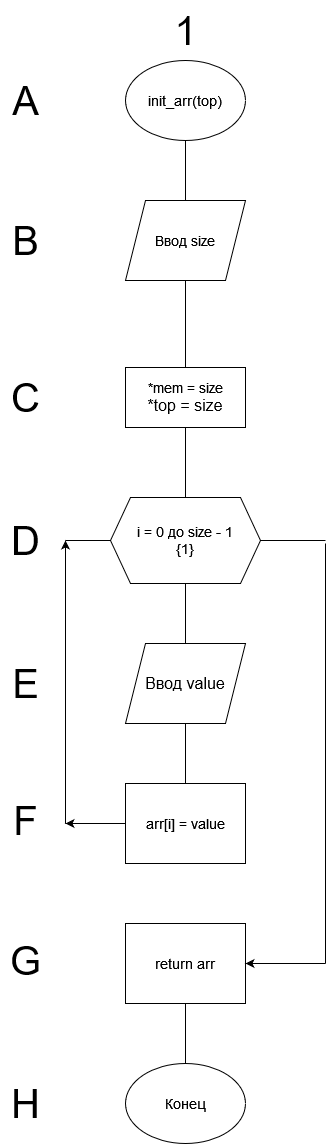 1
A
init_arr(top)
B
Ввод size
C
*mem = size
*top = size
D
i = 0 до size - 1
{1}
E
Ввод value
F
arr[i] = value
G
return arr
H
Конец